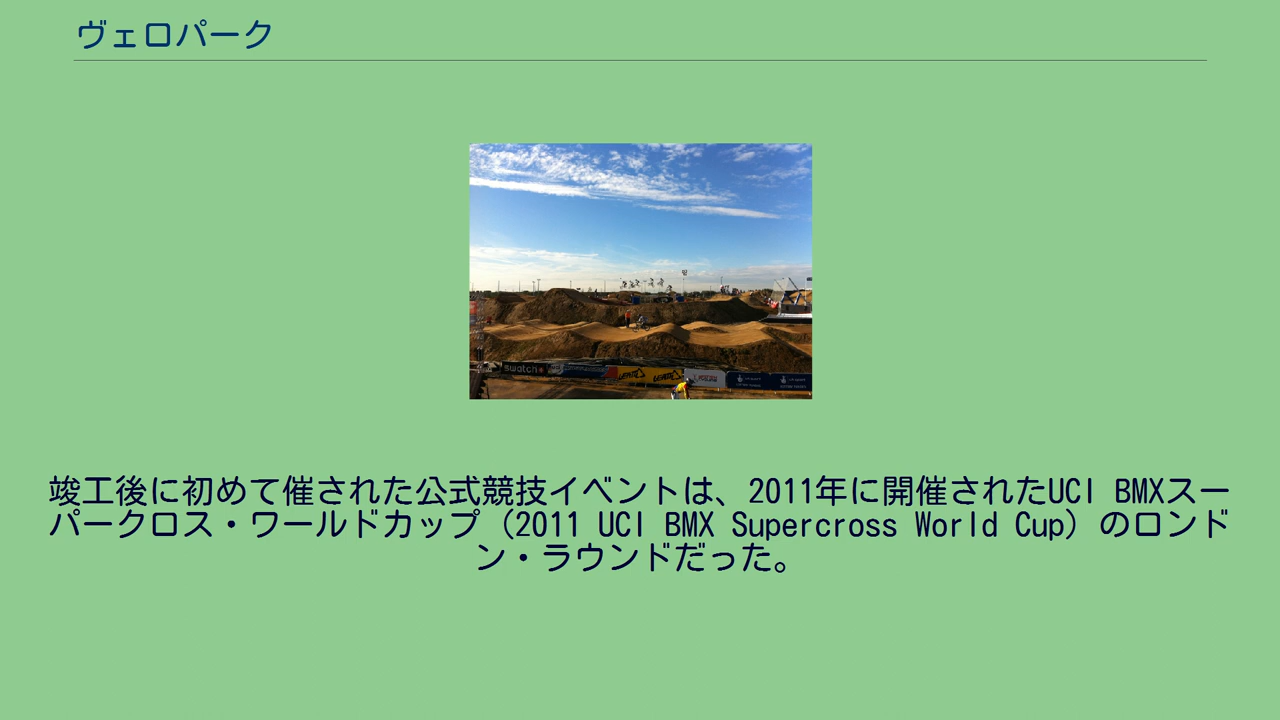 ヴェロパーク
swatch
LEATT LEATT
竣工後に初めて催された公式競技イベントは、2011年に開催されたUCI BMXスー
パークロス・ワールドカップ（2011 UCI BMX Supercross World Cup）のロンド
ン・ラウンドだった。